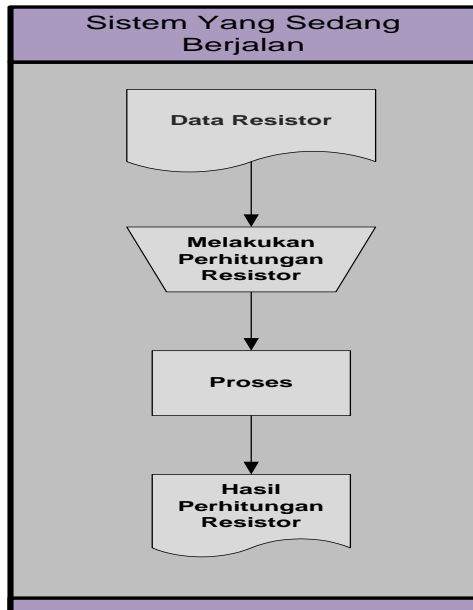 Sistem Yang Sedang
Berjalan
Data Resistor
Melakukan
Perhitungan
Resistor
Proses
Hasil
Perhitungan
Resistor